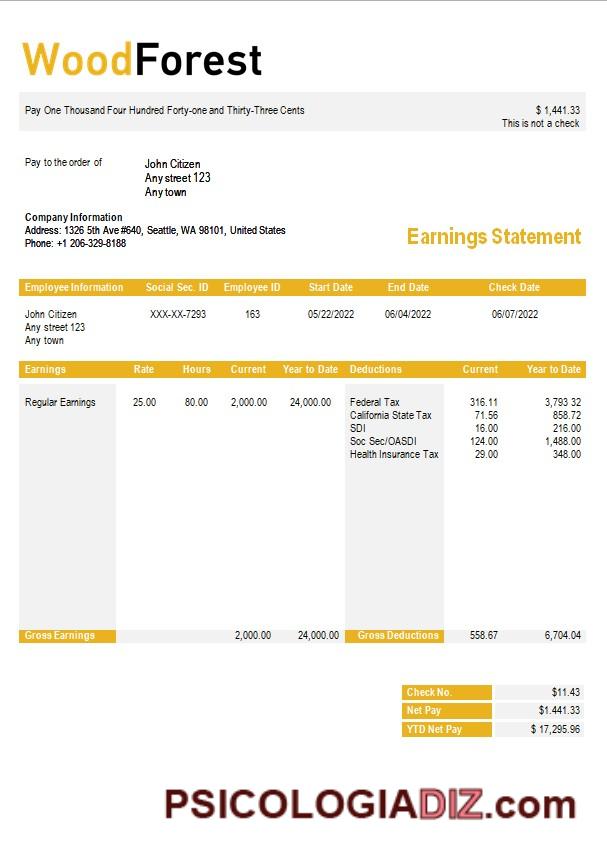 WoodForest
Pay One Thousand Four Hundred Forty-one and Thirty-Three Cents $ 1,441.33
This is not a check
Pay to the order of John Citizen
Any street 123
Any town
Company Information
Address: 1326 5th Ave #640, Seattle, WA 98101, United States
Phone: +1 206-329-8188
Earnings Statement
Employee Information Social Sec. ID Employee ID Start Date End Date Check Date
John Citizen XXX-XX-7293 163 05/22/2022 06/04/2022 06/07/2022
Any street 123
Any town
Earnings Rate Hours Current Year to Date Deductions Current Year to Date
Regular Earnings 25.00 80.00 2,000.00 24,000.00 Federal Tax 316.11 3,793 32
California State Tax 71.56 858.72
SDI 16.00 216.00
Soc Sec/OASDI 124.00 1,488.00
Health Insurance Tax 29.00 348.00
Gross Earnings 2,000.00 24,000.00 Gross Deductions 558.67 6,704.04
Check No. $11.43
Net Pay $1.441.33
YTD Net Pay $ 17,295.96
PSICOLOGIADIZ.com